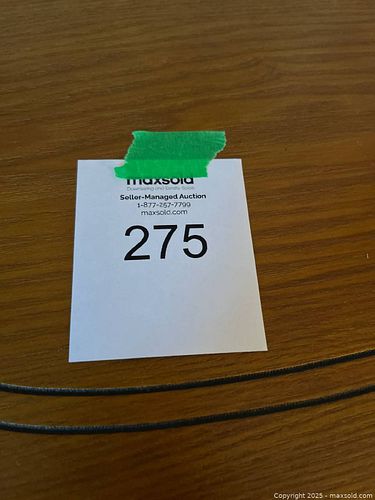 maxsold
Downsizing and Estate Sales
Seller-Managed Auction
1-877-257-7799
maxsold.com
275
Copyright 2025 - maxsold.com